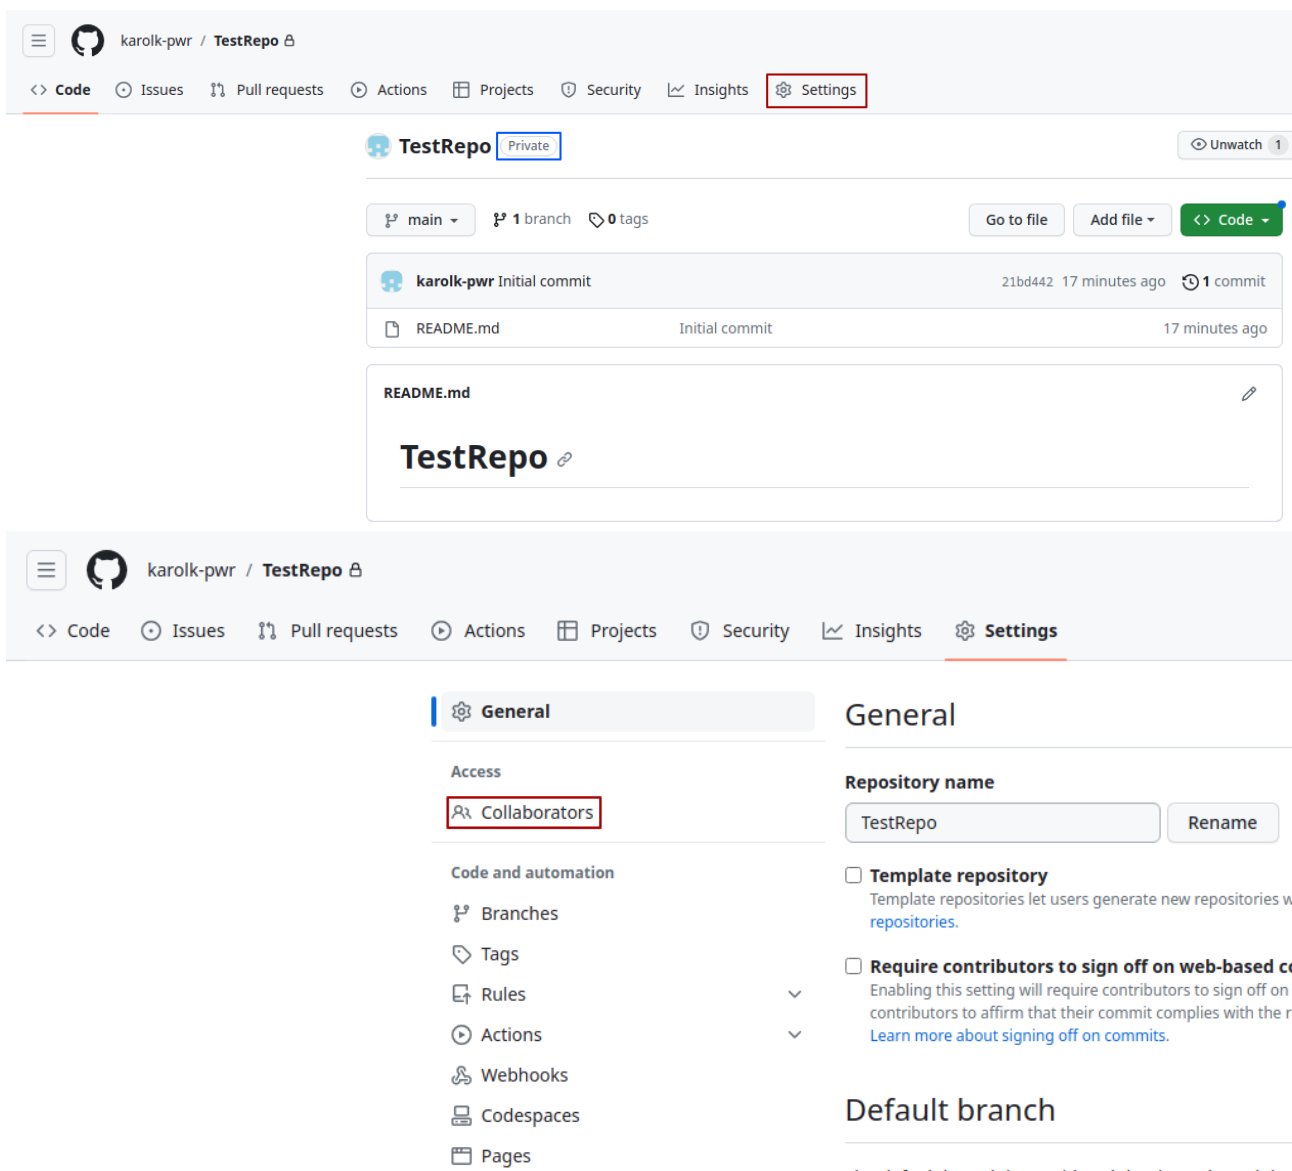 karolk-pwr / TestRepo
Code Issues Pull requests Actions Projects Security Insights Settings
TestRepo Private Unwatch 1
main 1 branch 0 tags Go to file Add file Code
karolk-pwr Initial commit 21bd442 17 minutes ago 1 commit
README.md Initial commit 17 minutes ago
README.md
TestRepo
karolk-pwr / TestRepo
Code Issues Pull requests Actions Projects Security Insights Settings
General
General
Access
Repository name
Collaborators
TestRepo Rename
Code and automation
Template repository
Template repositories let users generate new repositories
repositories.
Branches
Tags
Require contributors to sign off on web-based
Enabling this setting will require contributors to sign off on
Rules
contributors to affirm that their commit complies with the
Actions
Learn more about signing off on commits.
Webhooks
Default branch
Codespaces
Pages